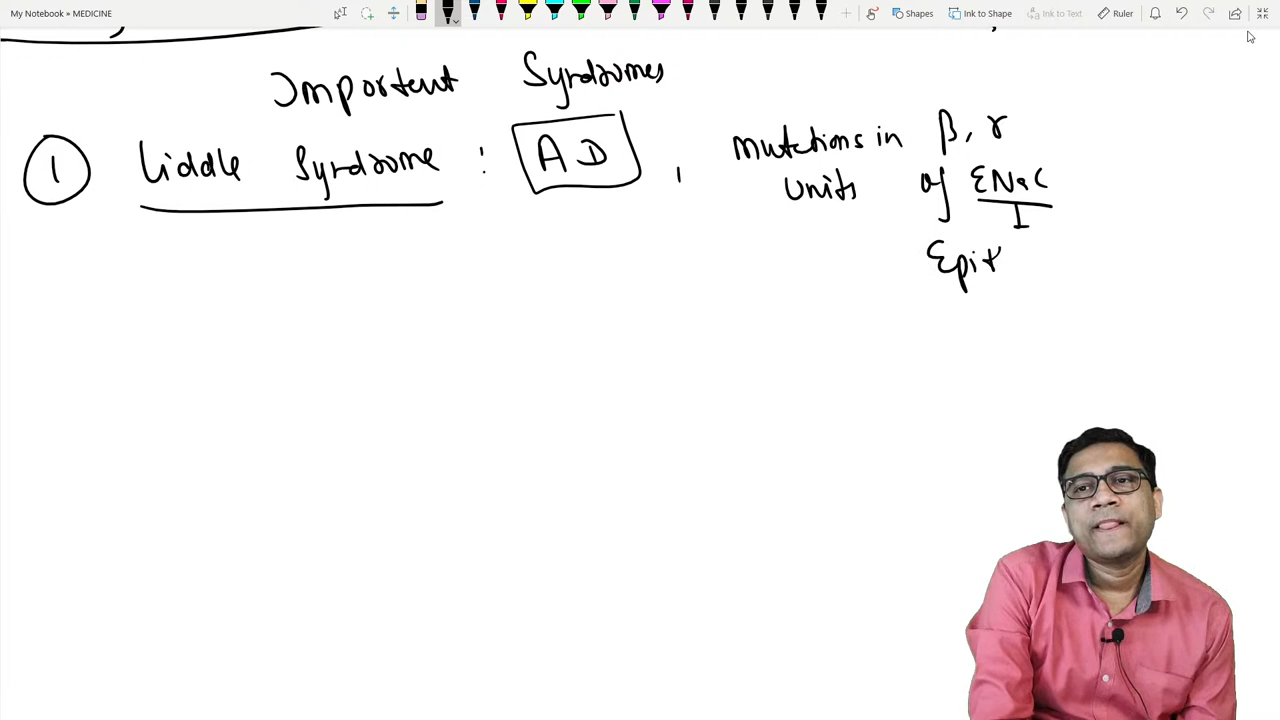 My Notebook » MEDICINE
Shapes
Ink to Shape
Ink to Text
Ruler
Important Syndromes
1 Liddle Syndrome : AD , mutations in β, γ
units of ENaC
Epit